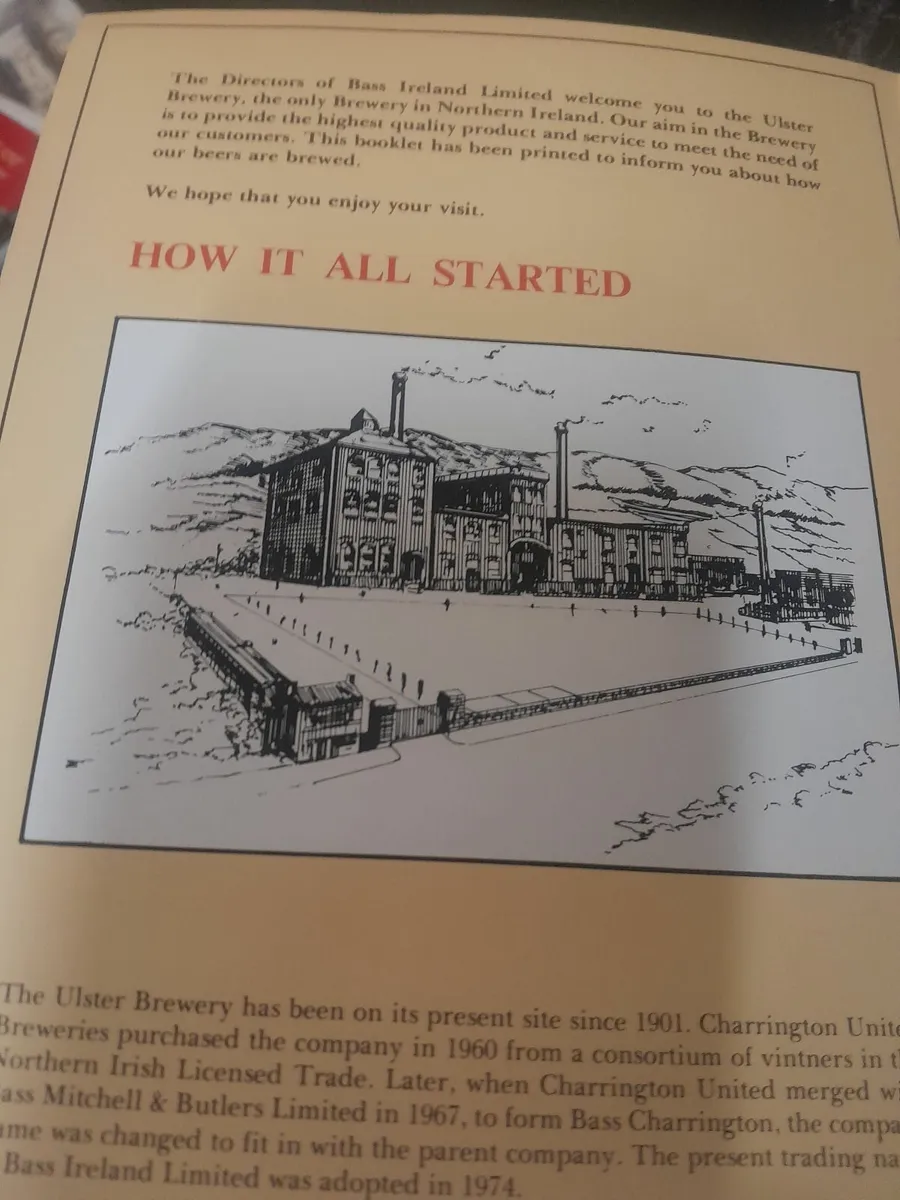 The Directors of Bass Ireland Limited welcome you to the Ulster
Brewery, the only Brewery in Northern Ireland. Our aim in the Brewery
is to provide the highest quality product and service to meet the need of
our customers. This booklet has been printed to inform you about how
our beers are brewed.
We hope that you enjoy your visit.
HOW IT ALL STARTED
The Ulster Brewery has been on its present site since 1901. Charrington Unite
Breweries purchased the company in 1960 from a consortium of vintners in t
Northern Irish Licensed Trade. Later, when Charrington United merged wi
ass Mitchell & Butlers Limited in 1967, to form Bass Charrington, the compa
ame was changed to fit in with the parent company. The present trading na
Bass Ireland Limited was adopted in 1974.